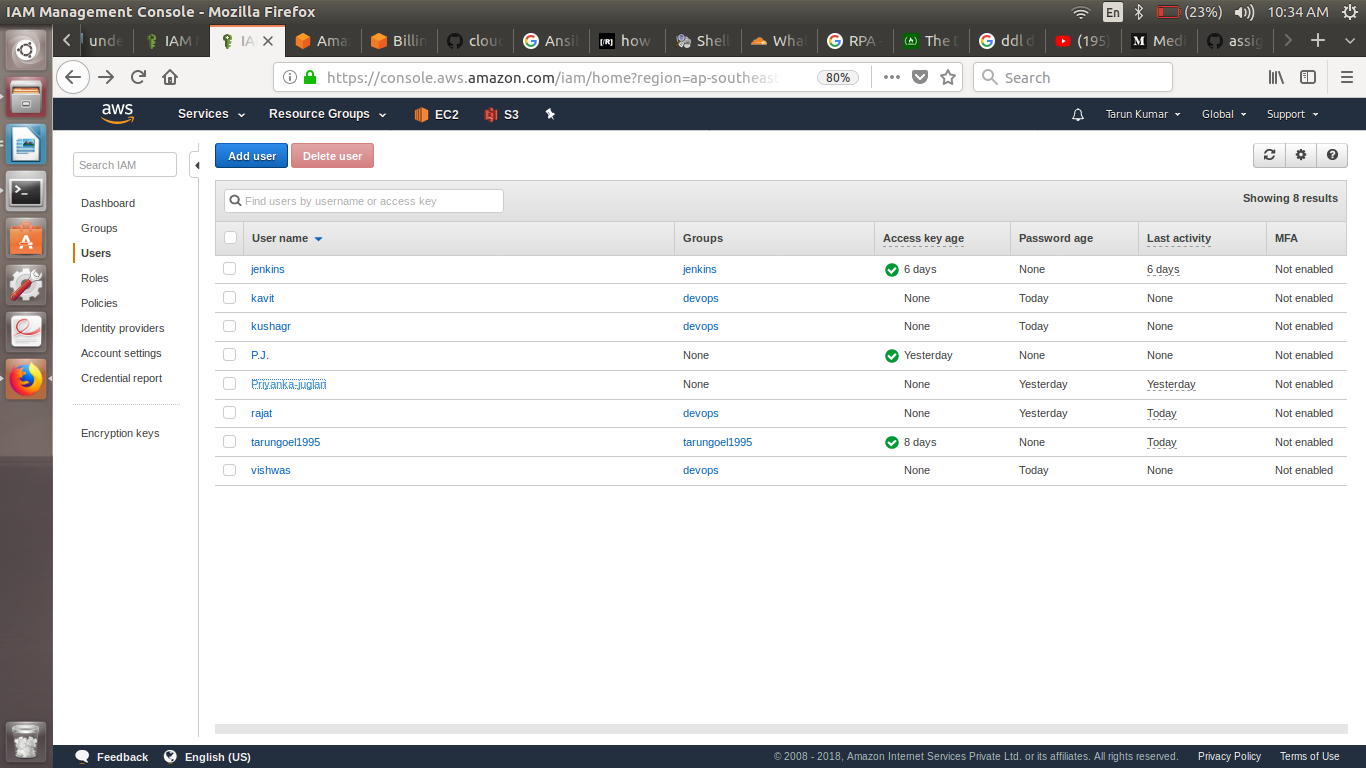 IAM Management Console - Mozilla Firefox
En (23%) 10:34 AM
unde IAM IA Ama Billin clou Ansi [/R] how Shel Wha RPA The ddl d (195) M Medi assig
https://console.aws.amazon.com/iam/home?region=ap-southeast 80% Search
aws Services Resource Groups EC2 S3 Tarun Kumar Global Support
Search IAM
Dashboard
Groups
Users
Roles
Policies
Identity providers
Account settings
Credential report
Encryption keys
Add user Delete user
Find users by username or access key Showing 8 results
User name Groups Access key age Password age Last activity MFA
jenkins jenkins 6 days None 6 days Not enabled
kavit devops None Today None Not enabled
kushagr devops None Today None Not enabled
P.J. None Yesterday None None Not enabled
Priyanka-juglan None None Yesterday Yesterday Not enabled
rajat devops None Yesterday Today Not enabled
tarungoel1995 tarungoel1995 8 days None Today Not enabled
vishwas devops None Today None Not enabled
Feedback English (US) © 2008 - 2018, Amazon Internet Services Private Ltd. or its affiliates. All rights reserved. Privacy Policy Terms of Use